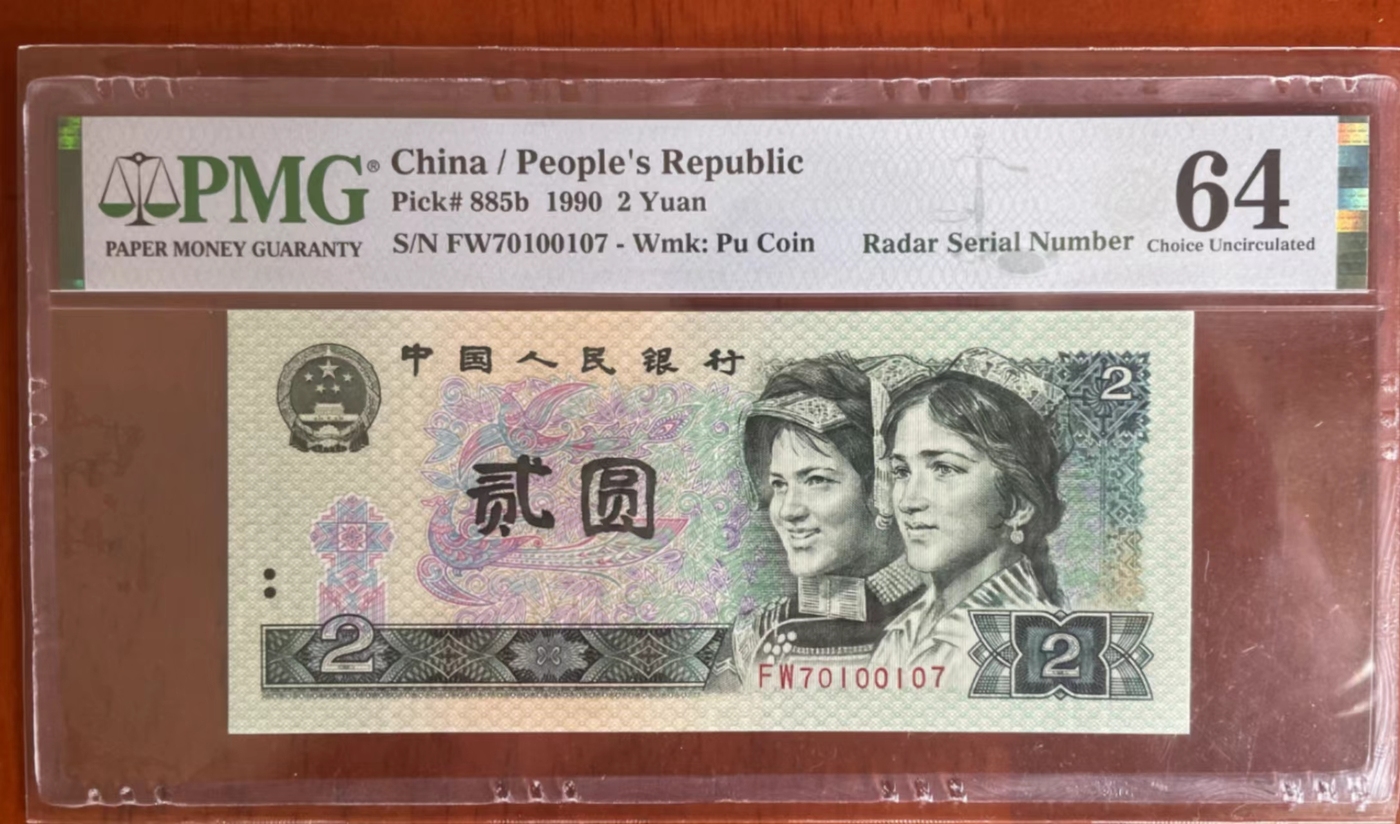 PMG®
PAPER MONEY GUARANTY
China / People's Republic
Pick# 885b 1990 2 Yuan
S/N FW70100107 - Wmk: Pu Coin
Radar Serial Number
64
Choice Uncirculated
中国人民银行
2
贰圆
2
FW70100107
2